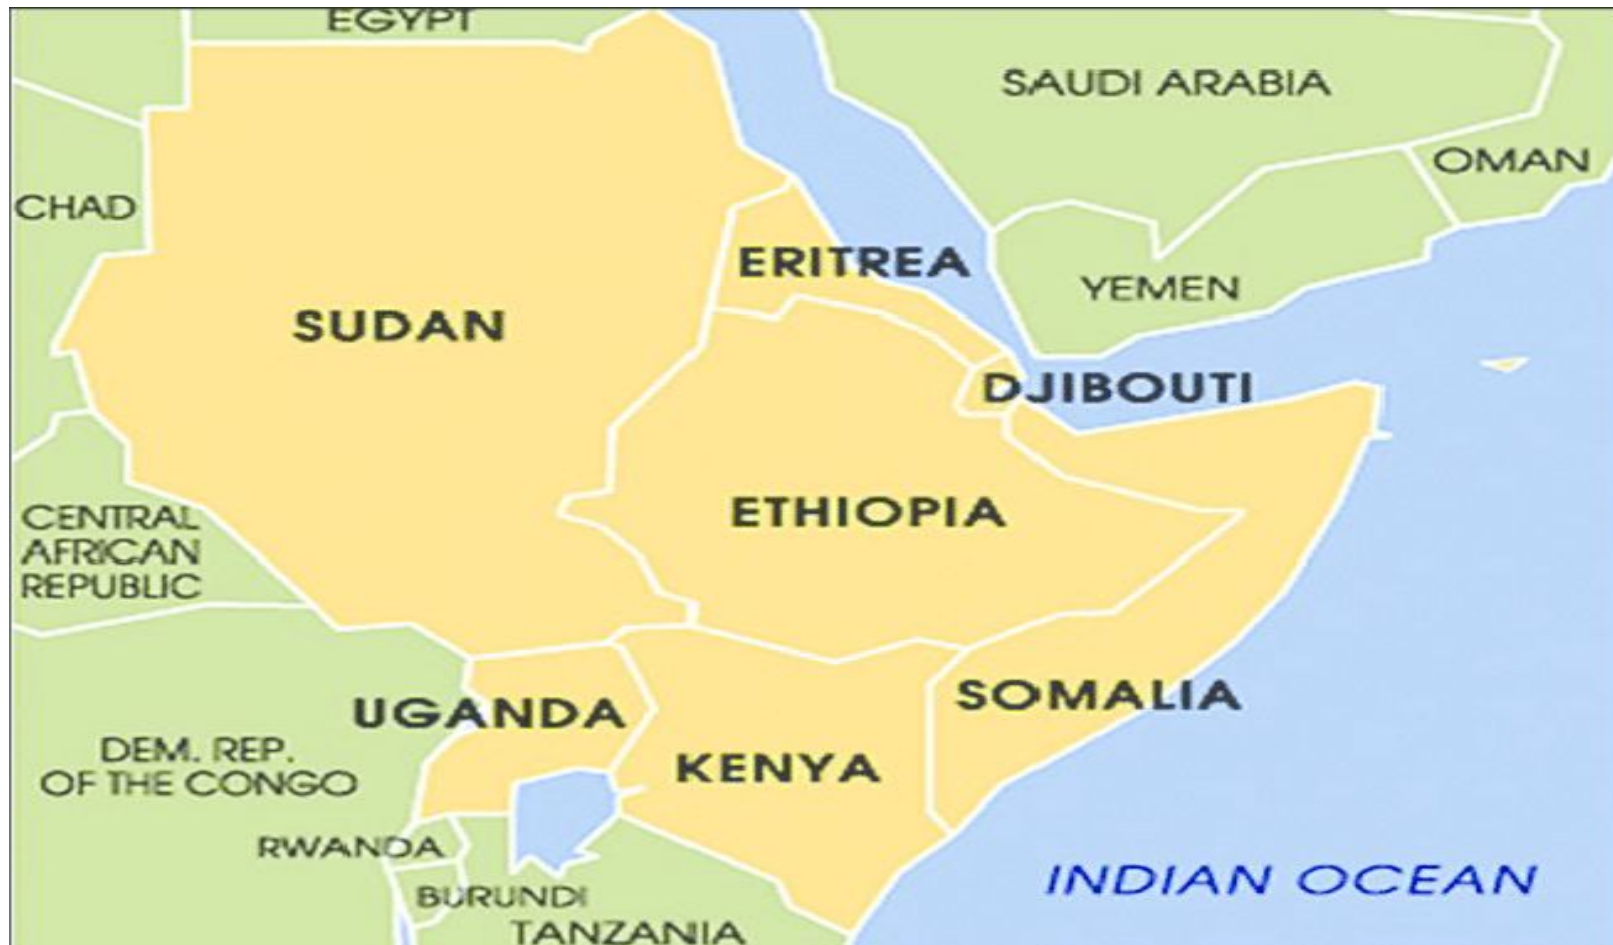 EGYPT
SAUDI ARABIA
OMAN
CHAD
ERITREA
YEMEN
SUDAN
DJIBOUTI
ETHIOPIA
CENTRAL
AFRICAN
REPUBLIC
SOMALIA
UGANDA
DEM. REP.
OF THE CONGO
KENYA
RWANDA
INDIAN OCEAN
BURUNDI
TANZANIA